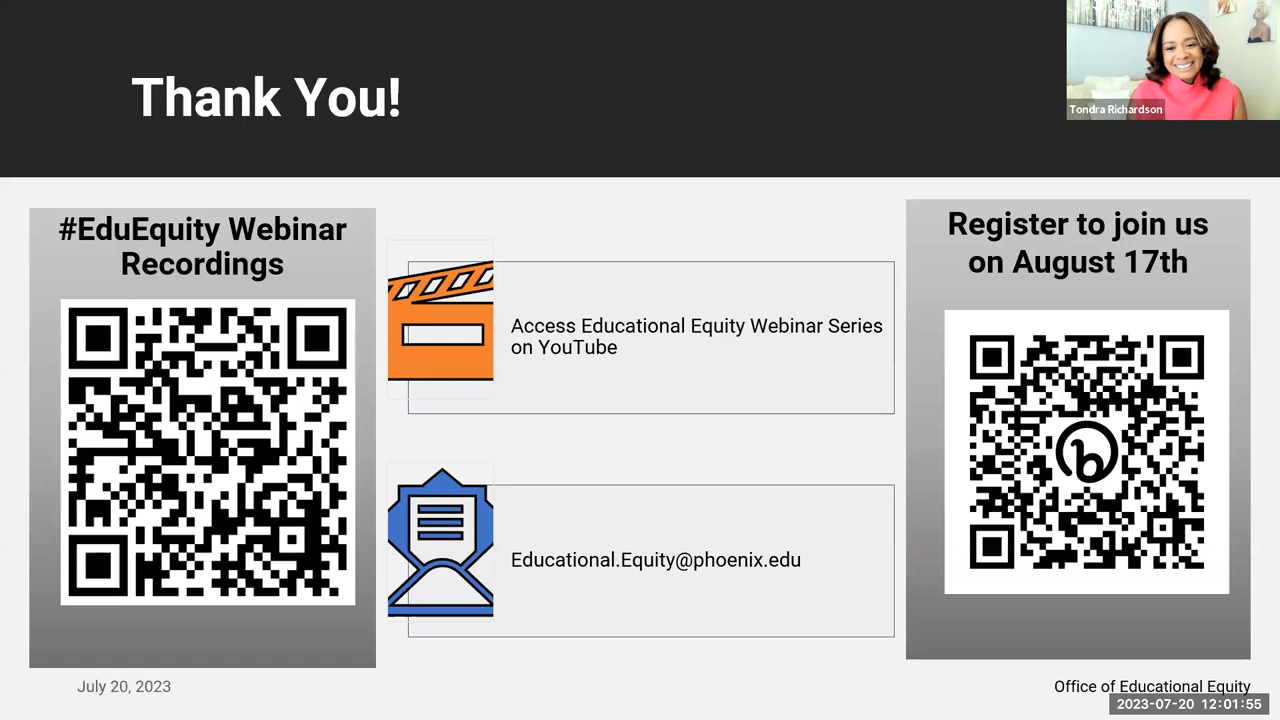 Thank You!
Tondra Richardson
#EduEquity Webinar
Recordings
Access Educational Equity Webinar Series
on YouTube
Educational.Equity@phoenix.edu
Register to join us
on August 17th
July 20, 2023
Office of Educational Equity
2023-07-20 12:01:55